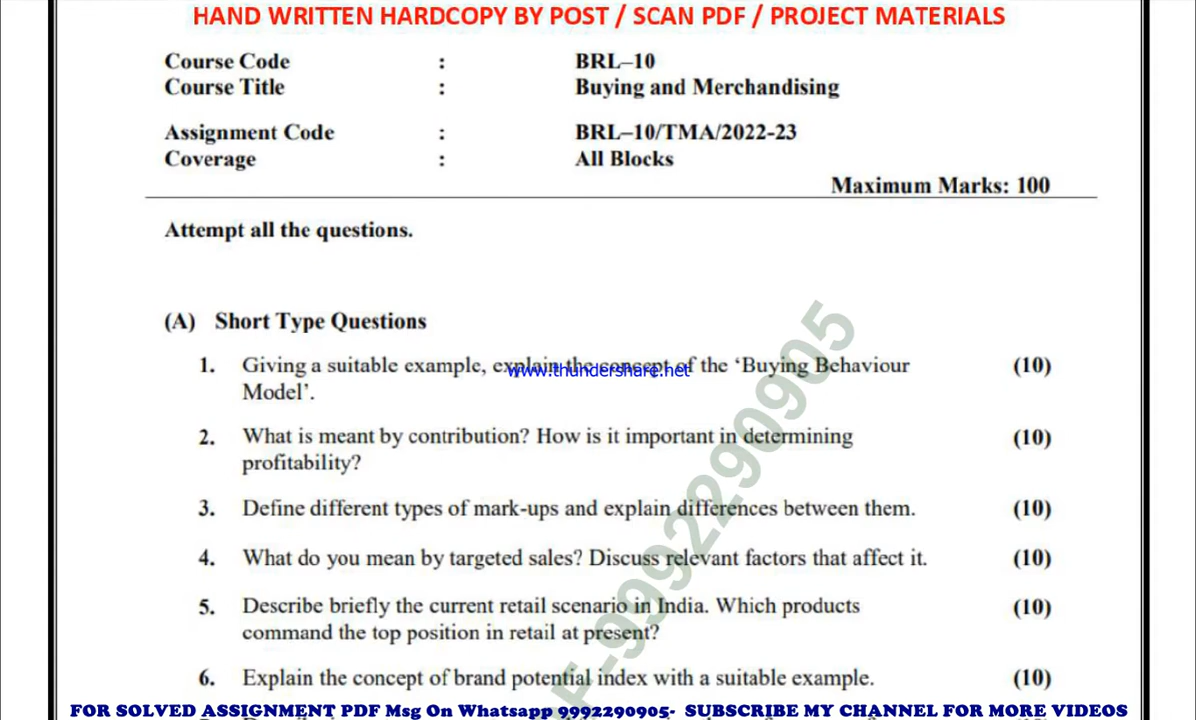 HAND WRITTEN HARDCOPY BY POST / SCAN PDF / PROJECT MATERIALS
Course Code : BRL–10
Course Title : Buying and Merchandising
Assignment Code : BRL–10/TMA/2022-23
Coverage : All Blocks
Maximum Marks: 100
Attempt all the questions.
(A) Short Type Questions
1. Giving a suitable example, explain the concept of the ‘Buying Behaviour (10)
www.thundershare.net
Model’.
2. What is meant by contribution? How is it important in determining (10)
profitability?
3. Define different types of mark-ups and explain differences between them. (10)
4. What do you mean by targeted sales? Discuss relevant factors that affect it. (10)
5. Describe briefly the current retail scenario in India. Which products (10)
command the top position in retail at present?
6. Explain the concept of brand potential index with a suitable example. (10)
F-9992290905
FOR SOLVED ASSIGNMENT PDF Msg On Whatsapp 9992290905- SUBSCRIBE MY CHANNEL FOR MORE VIDEOS